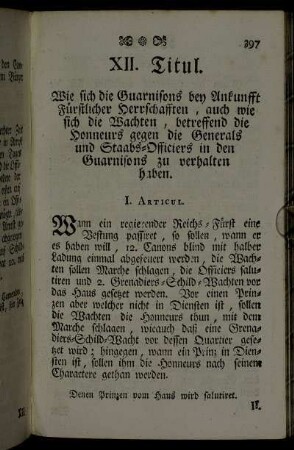 397
XII. Titul.
Wie sich die Guarnisons bey Ankunfft
Fürstlicher Herrschafften, auch wie
sich die Wachten, betreffend die
Honneurs gegen die Generals
und Staabs-Officiers in den
Guarnisons zu verhalten
haben.
I. ARTICUL.
Wann ein regierender Reichs-Fürst eine
Vestung passiret, so sollen, wann er
es haben will, 12. Canons blind mit halber
Ladung einmal abgefeuert werden, die Wach-
ten sollen Marche schlagen, die Officiers salu-
tiren und 2. Grenadiers-Schild-Wachten vor
das Haus gesetzt werden. Vor einen Prin-
zen aber welcher nicht in Diensten ist, sollen
die Wachten die Honneurs thun, mit dem
Marche schlagen, wie auch daß eine Grena-
diers-Schild-Wacht vor dessen Quartier gese-
tzet wird; hingegen, wann ein Prinz in Dien-
sten ist, sollen ihm die Honneurs nach seinem
Charactere gethan werden.
Denen Prinzen vom Haus wird salutiret.
II.